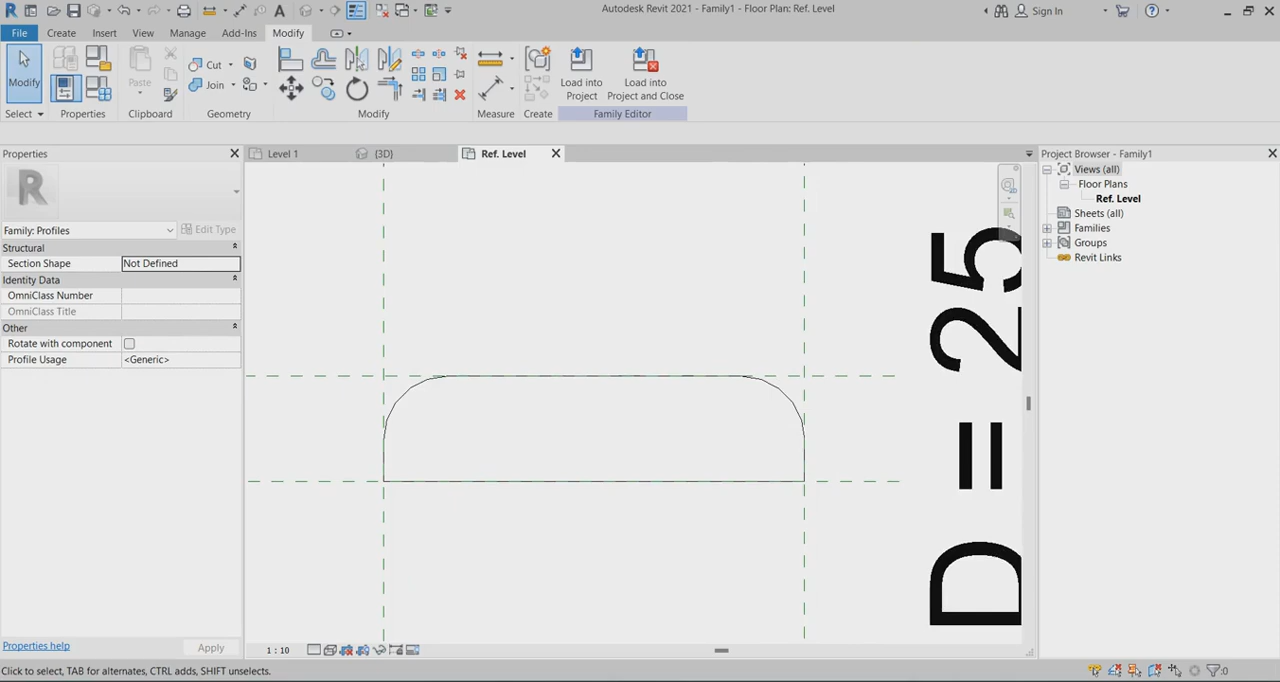 Autodesk Revit 2021 - Family1 - Floor Plan: Ref. Level
Sign In
File Create Insert View Manage Add-Ins Modify
Modify
Paste
Cut
Join
Load into Project
Load into Project and Close
Select Properties Clipboard Geometry Modify Measure Create Family Editor
Properties
Level 1
{3D}
Ref. Level
Project Browser - Family1
R
Family: Profiles
Edit Type
Structural
Section Shape Not Defined
Identity Data
OmniClass Number
OmniClass Title
Other
Rotate with component
Profile Usage <Generic>
Views (all)
Floor Plans
Ref. Level
Sheets (all)
Families
Groups
Revit Links
D = 25
Properties help
Apply
1 : 10
Click to select, TAB for alternates, CTRL adds, SHIFT unselects.
:0